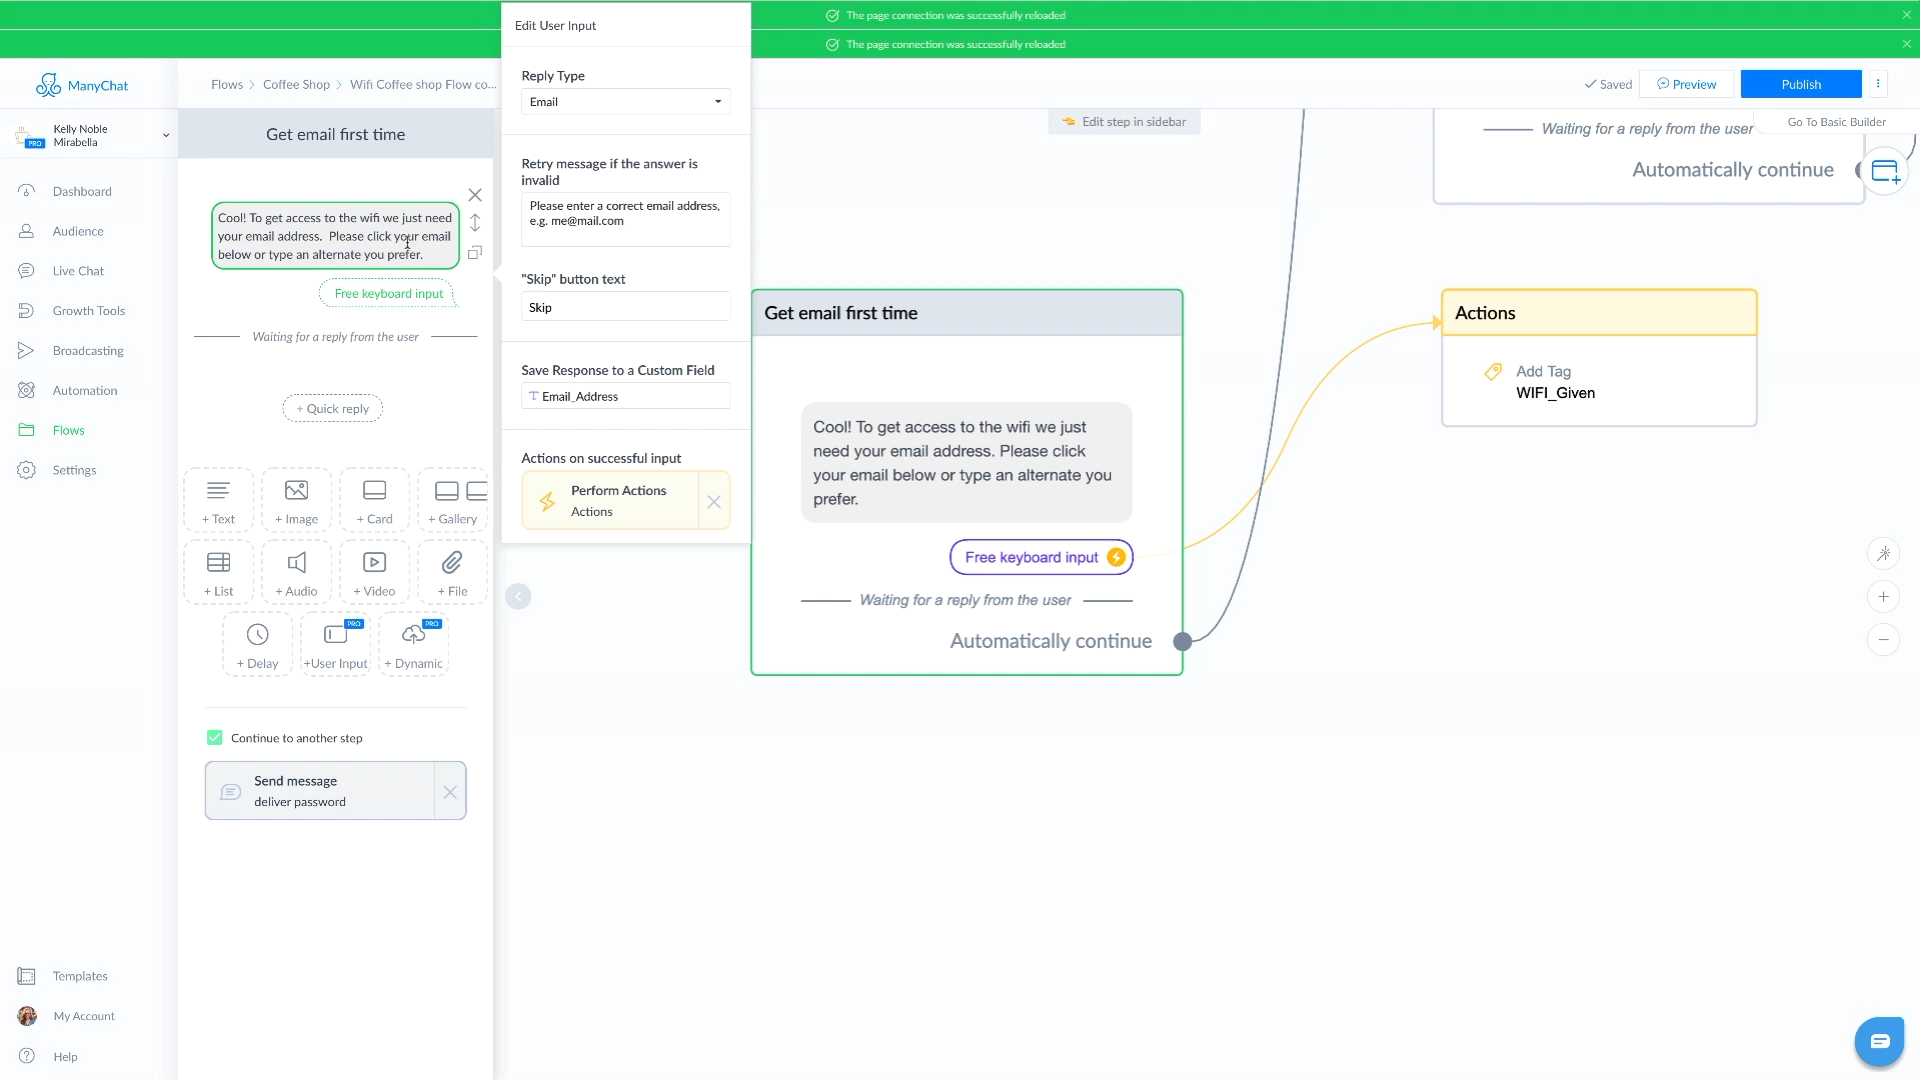 The page connection was successfully reloaded
The page connection was successfully reloaded
ManyChat
Flows
Coffee Shop
Wifi Coffee shop Flow co...
Saved
Preview
Publish
Kelly Noble
Mirabella
PRO
Dashboard
Audience
Live Chat
Growth Tools
Broadcasting
Automation
Flows
Settings
Templates
My Account
Help
Get email first time
Cool! To get access to the wifi we just need
your email address.  Please click your email
below or type an alternate you prefer.
Free keyboard input
Waiting for a reply from the user
+ Quick reply
+ Text
+ Image
+ Card
+ Gallery
+ List
+ Audio
+ Video
+ File
PRO
PRO
+ Delay
+User Input
+ Dynamic
Continue to another step
Send message
deliver password
Edit User Input
Reply Type
Email
Retry message if the answer is
invalid
Please enter a correct email address,
e.g. me@mail.com
"Skip" button text
Skip
Save Response to a Custom Field
T Email_Address
Actions on successful input
Perform Actions
Actions
Edit step in sidebar
Get email first time
Cool! To get access to the wifi we just
need your email address. Please click
your email below or type an alternate you
prefer.
Free keyboard input
Waiting for a reply from the user
Automatically continue
Waiting for a reply from the user
Go To Basic Builder
Automatically continue
Actions
Add Tag
WIFI_Given